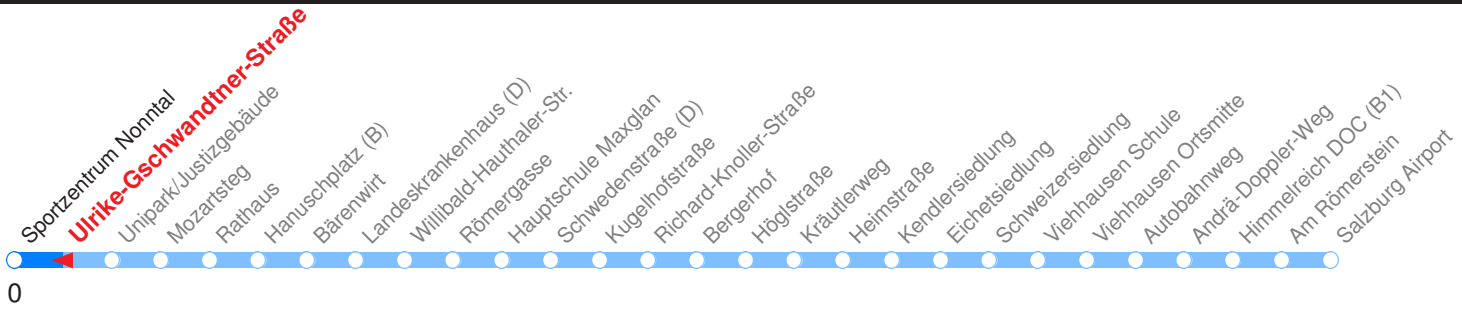 Sportzentrum Nonntal
Ulrike-Gschwandtner-Straße
Unipark/Justizgebäude
Mozartsteg
Rathaus
Hanuschplatz (B)
Bärenwirt
Landeskrankenhaus (D)
Willibald-Hauthaler-Str.
Römergasse
Hauptschule Maxglan
Schwedenstraße (D)
Kugelhofstraße
Richard-Knoller-Straße
Bergerhof
Höglstraße
Kräutlerweg
Heimstraße
Kendlersiedlung
Eichetsiedlung
Schweizersiedlung
Viehhausen Schule
Viehhausen Ortsmitte
Autobahnweg
Andrä-Doppler-Weg
Himmelreich DOC (B1)
Am Römerstein
Salzburg Airport
0